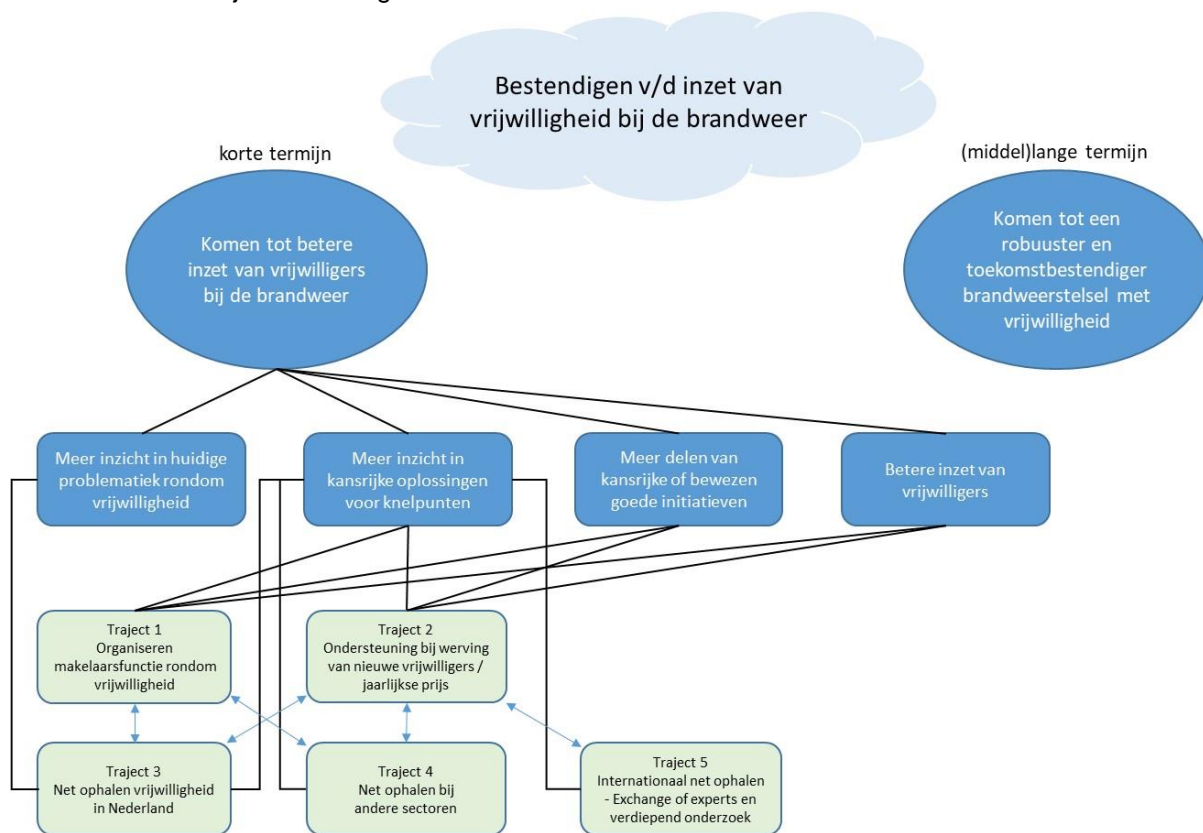 Bestendigen v/d inzet van
vrijwilligheid bij de brandweer
korte termijn
(middel)lange termijn
Komen tot betere
inzet van vrijwilligers
bij de brandweer
Komen tot een
robuuster en
toekomstbestendiger
brandweerstelsel met
vrijwilligheid
Meer inzicht in huidige
problematiek rondom
vrijwilligheid
Meer inzicht in
kansrijke oplossingen
voor knelpunten
Meer delen van
kansrijke of bewezen
goede initiatieven
Betere inzet van
vrijwilligers
Traject 1
Organiseren
makelaarsfunctie rondom
vrijwilligheid
Traject 2
Ondersteuning bij werving
van nieuwe vrijwilligers /
jaarlijkse prijs
Traject 3
Net ophalen vrijwilligheid
in Nederland
Traject 4
Net ophalen bij
andere sectoren
Traject 5
Internationaal net ophalen
- Exchange of experts en
verdiepend onderzoek